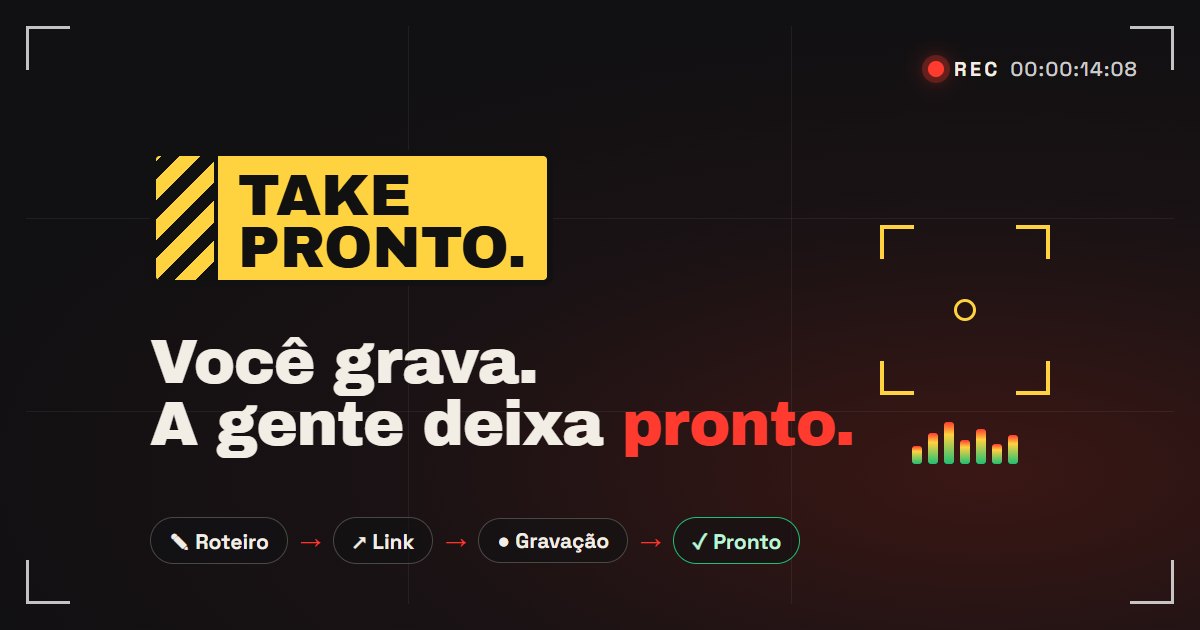 REC 00:00:14:08
TAKE
PRONTO.
Você grava.
A gente deixa pronto.
✎ Roteiro → ↗ Link → ● Gravação → ✓ Pronto